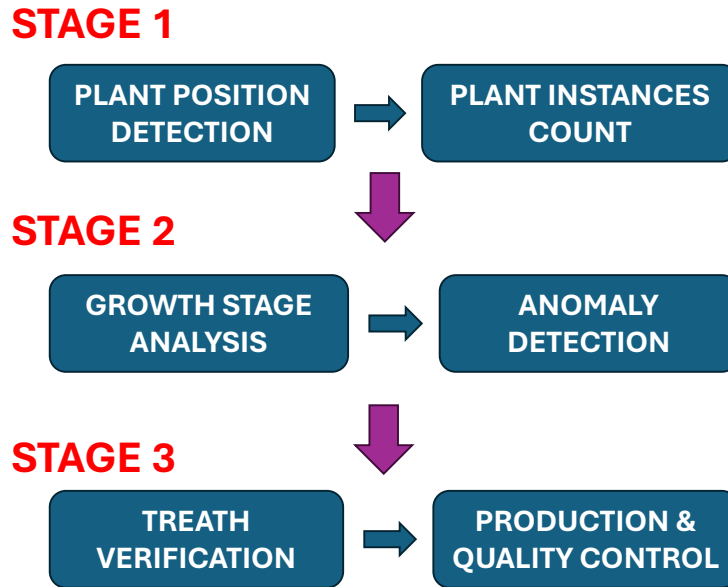 STAGE 1
PLANT POSITION
DETECTION
PLANT INSTANCES
COUNT
STAGE 2
GROWTH STAGE
ANALYSIS
ANOMALY
DETECTION
STAGE 3
TREATH
VERIFICATION
PRODUCTION &
QUALITY CONTROL